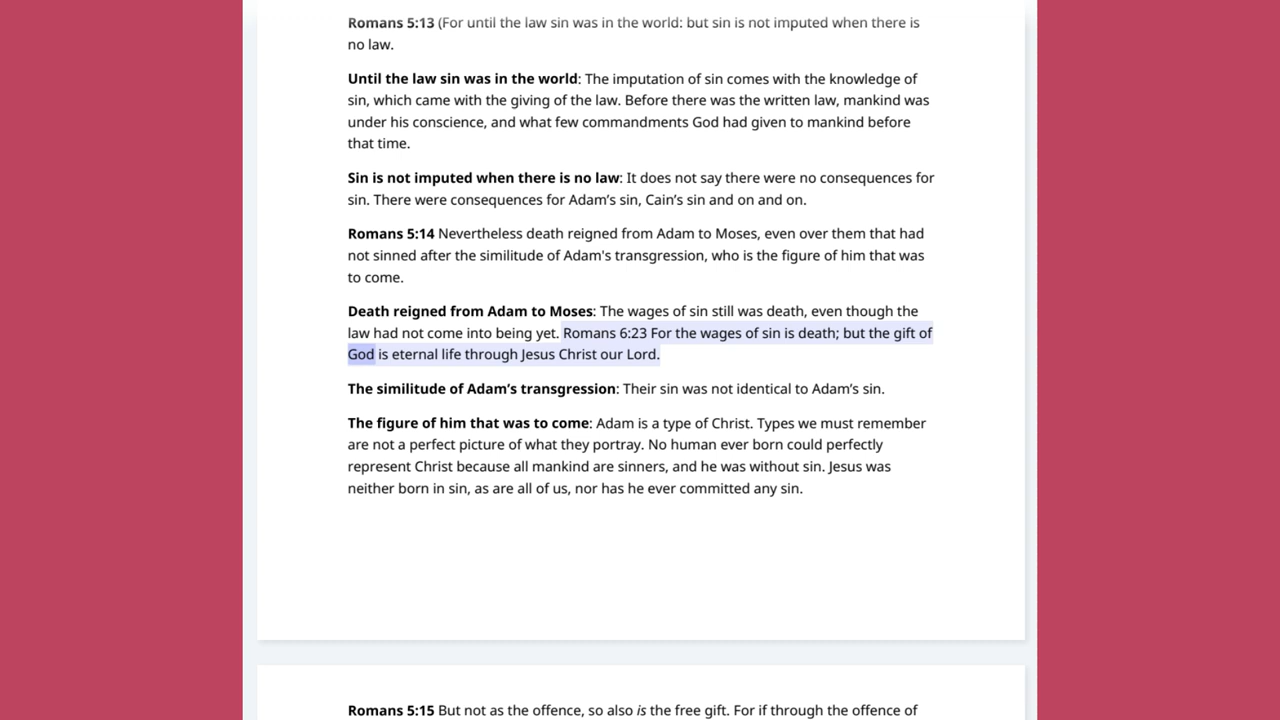 Romans 5:13 (For until the law sin was in the world: but sin is not imputed when there is
no law.
Until the law sin was in the world: The imputation of sin comes with the knowledge of
sin, which came with the giving of the law. Before there was the written law, mankind was
under his conscience, and what few commandments God had given to mankind before
that time.
Sin is not imputed when there is no law: It does not say there were no consequences for
sin. There were consequences for Adam’s sin, Cain’s sin and on and on.
Romans 5:14 Nevertheless death reigned from Adam to Moses, even over them that had
not sinned after the similitude of Adam's transgression, who is the figure of him that was
to come.
Death reigned from Adam to Moses: The wages of sin still was death, even though the
law had not come into being yet. Romans 6:23 For the wages of sin is death; but the gift of
God is eternal life through Jesus Christ our Lord.
The similitude of Adam’s transgression: Their sin was not identical to Adam’s sin.
The figure of him that was to come: Adam is a type of Christ. Types we must remember
are not a perfect picture of what they portray. No human ever born could perfectly
represent Christ because all mankind are sinners, and he was without sin. Jesus was
neither born in sin, as are all of us, nor has he ever committed any sin.
Romans 5:15 But not as the offence, so also is the free gift. For if through the offence of